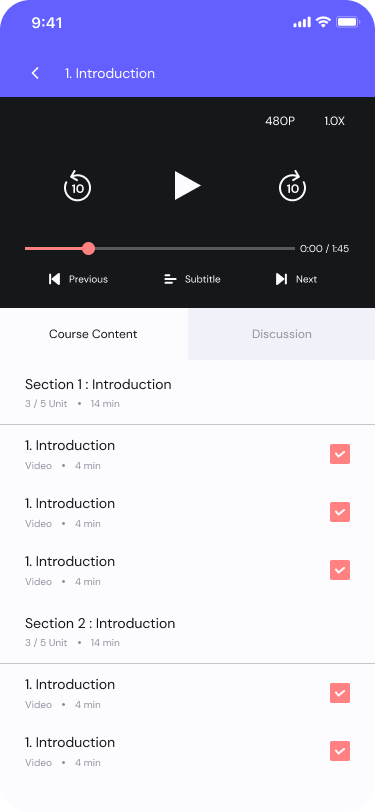 9:41
1. Introduction
480P 1.0X
10 10
0:00 / 1:45
Previous Subtitle Next
Course Content Discussion
Section 1 : Introduction
3 / 5 Unit • 14 min
1. Introduction
Video • 4 min
1. Introduction
Video • 4 min
1. Introduction
Video • 4 min
Section 2 : Introduction
3 / 5 Unit • 14 min
1. Introduction
Video • 4 min
1. Introduction
Video • 4 min